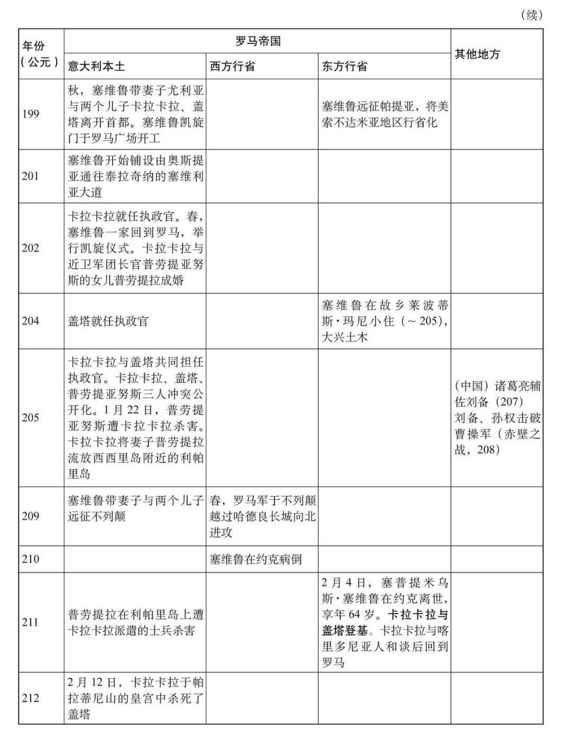 （续）
年份
（公元）
罗马帝国
其他地方
意大利本土
西方行省
东方行省
199
秋，塞维鲁带妻子尤利亚
与两个儿子卡拉卡拉、盖
塔离开首都。塞维鲁凯旋
门于罗马广场开工
塞维鲁远征帕提亚，将美
索不达米亚地区行省化
201
塞维鲁开始铺设由奥斯提
亚通往泰拉奇纳的塞维利
亚大道
202
卡拉卡拉就任执政官。春，
塞维鲁一家回到罗马，举
行凯旋仪式。卡拉卡拉与
近卫军团长官普劳提亚努
斯的女儿普劳提拉成婚
204
盖塔就任执政官
塞维鲁在故乡莱波蒂
斯·玛尼小住（～205），
大兴土木
205
卡拉卡拉与盖塔共同担任
执政官。卡拉卡拉、盖塔、
普劳提亚努斯三人冲突公
开化。1月22日，普劳提
亚努斯遭卡拉卡拉杀害。
卡拉卡拉将妻子普劳提拉
流放西西里岛附近的利帕
里岛
（中国）诸葛亮辅
佐刘备（207）
刘备、孙权击破
曹操军（赤壁之
战，208）
209
塞维鲁带妻子与两个儿子
远征不列颠
春，罗马军于不列颠
越过哈德良长城向北
进攻
210
塞维鲁在约克病倒
211
普劳提拉在利帕里岛上遭
卡拉卡拉派遣的士兵杀害
2月4日，塞普提米乌
斯·塞维鲁在约克离世，
享年64岁。卡拉卡拉与
盖塔登基。卡拉卡拉与喀
里多尼亚人和谈后回到
罗马
212
2月12日，卡拉卡拉于帕
拉蒂尼山的皇宫中杀死了
盖塔